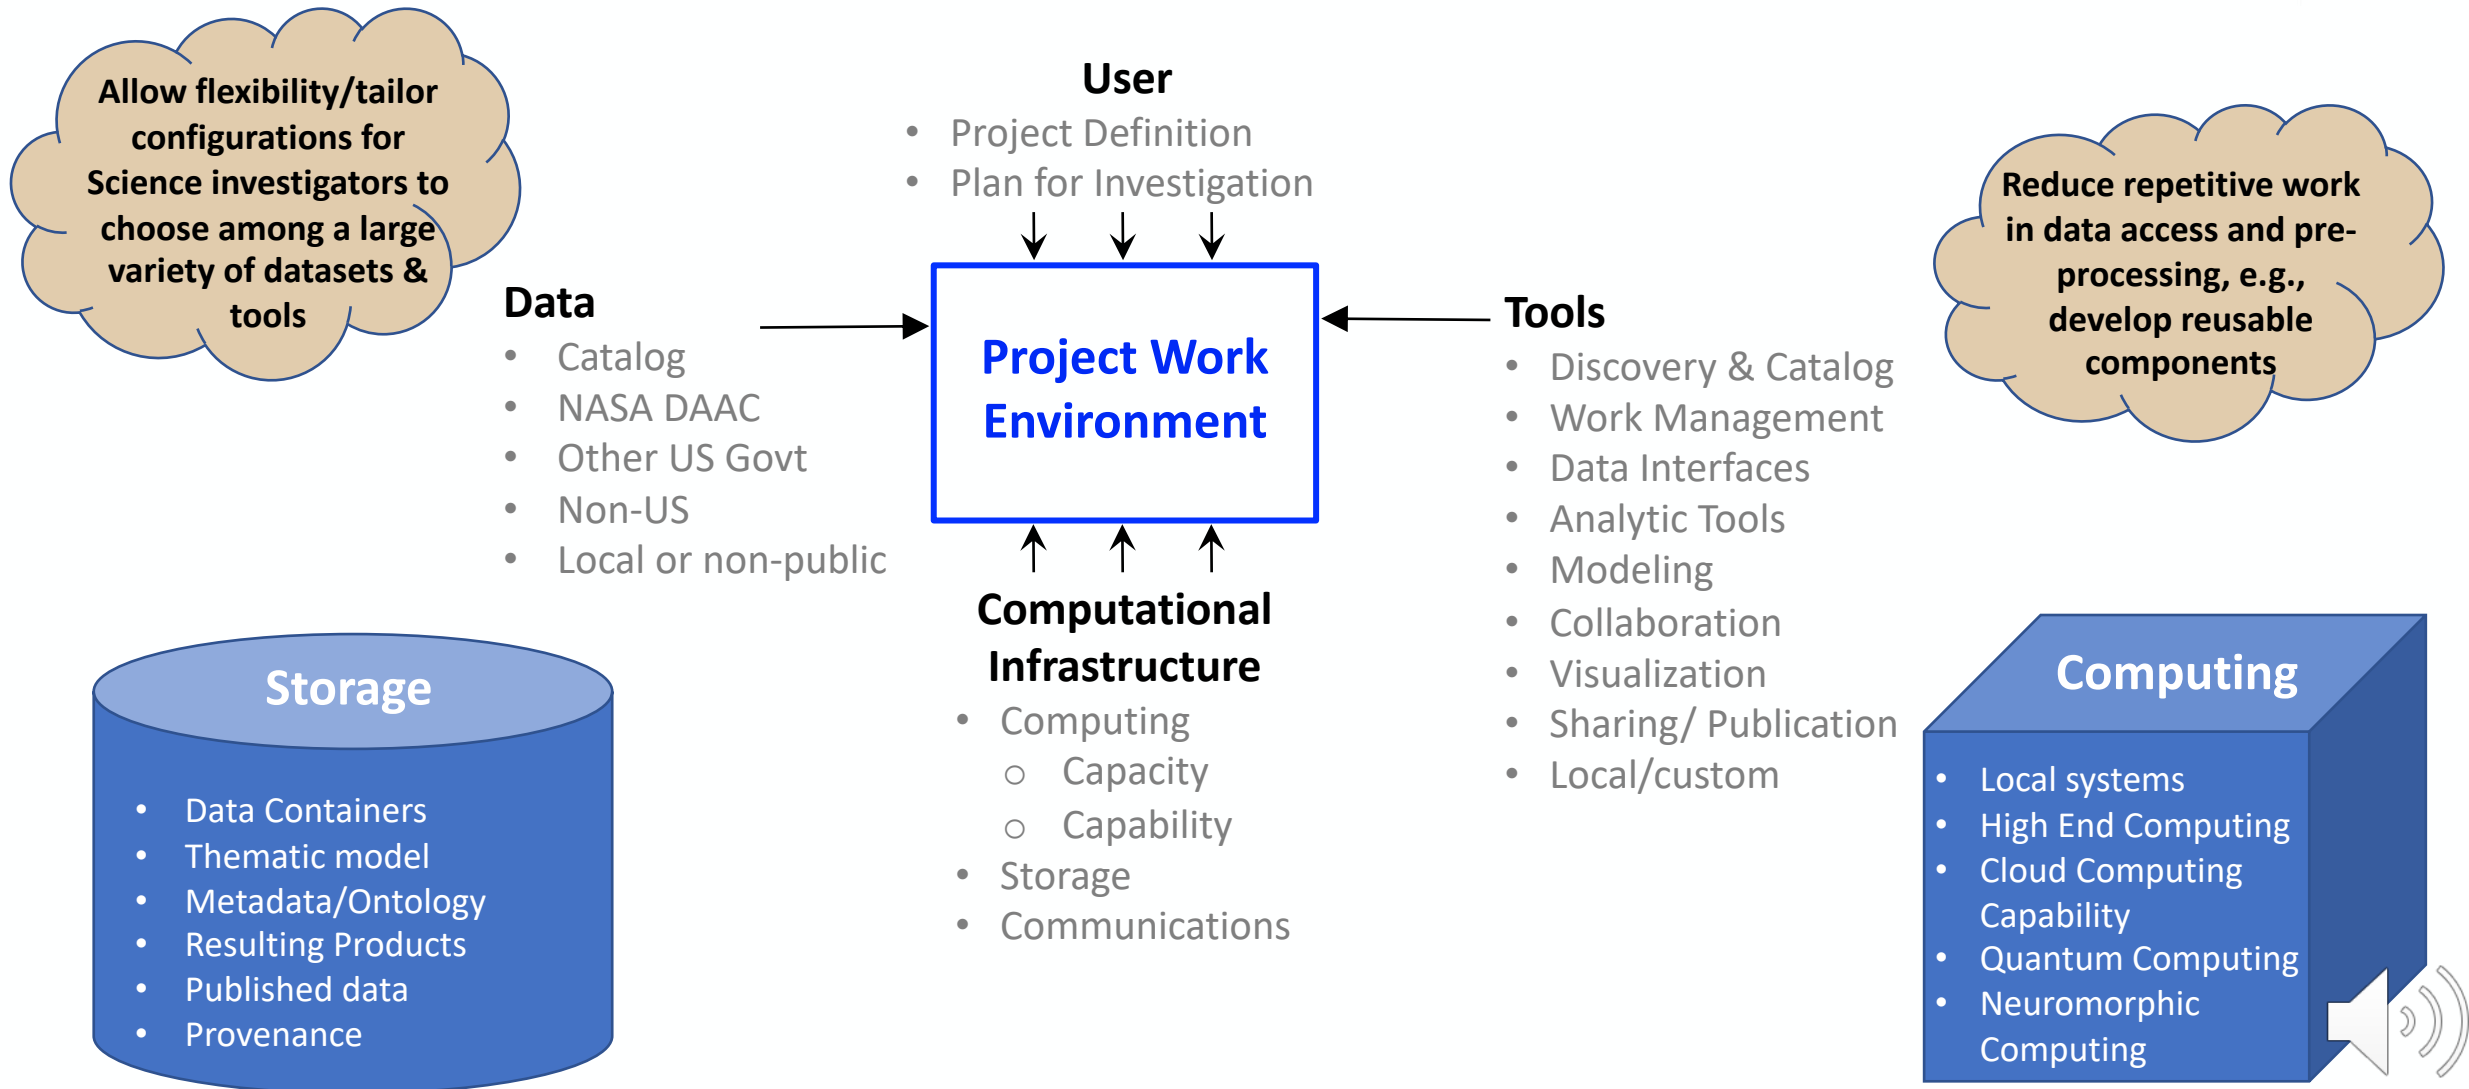 Allow flexibility/tailor
configurations for
Science investigators to
choose among a large
variety of datasets &
tools
User
• Project Definition
• Plan for Investigation
Reduce repetitive work
in data access and pre-
processing, e.g.,
develop reusable
components
Data
• Catalog
• NASA DAAC
• Other US Govt
• Non-US
• Local or non-public
Project Work
Environment
Tools
• Discovery & Catalog
• Work Management
• Data Interfaces
• Analytic Tools
• Modeling
• Collaboration
• Visualization
• Sharing/ Publication
• Local/custom
Computational
Infrastructure
• Computing
o Capacity
o Capability
• Storage
• Communications
Storage
• Data Containers
• Thematic model
• Metadata/Ontology
• Resulting Products
• Published data
• Provenance
Computing
• Local systems
• High End Computing
• Cloud Computing
Capability
• Quantum Computing
• Neuromorphic
Computing